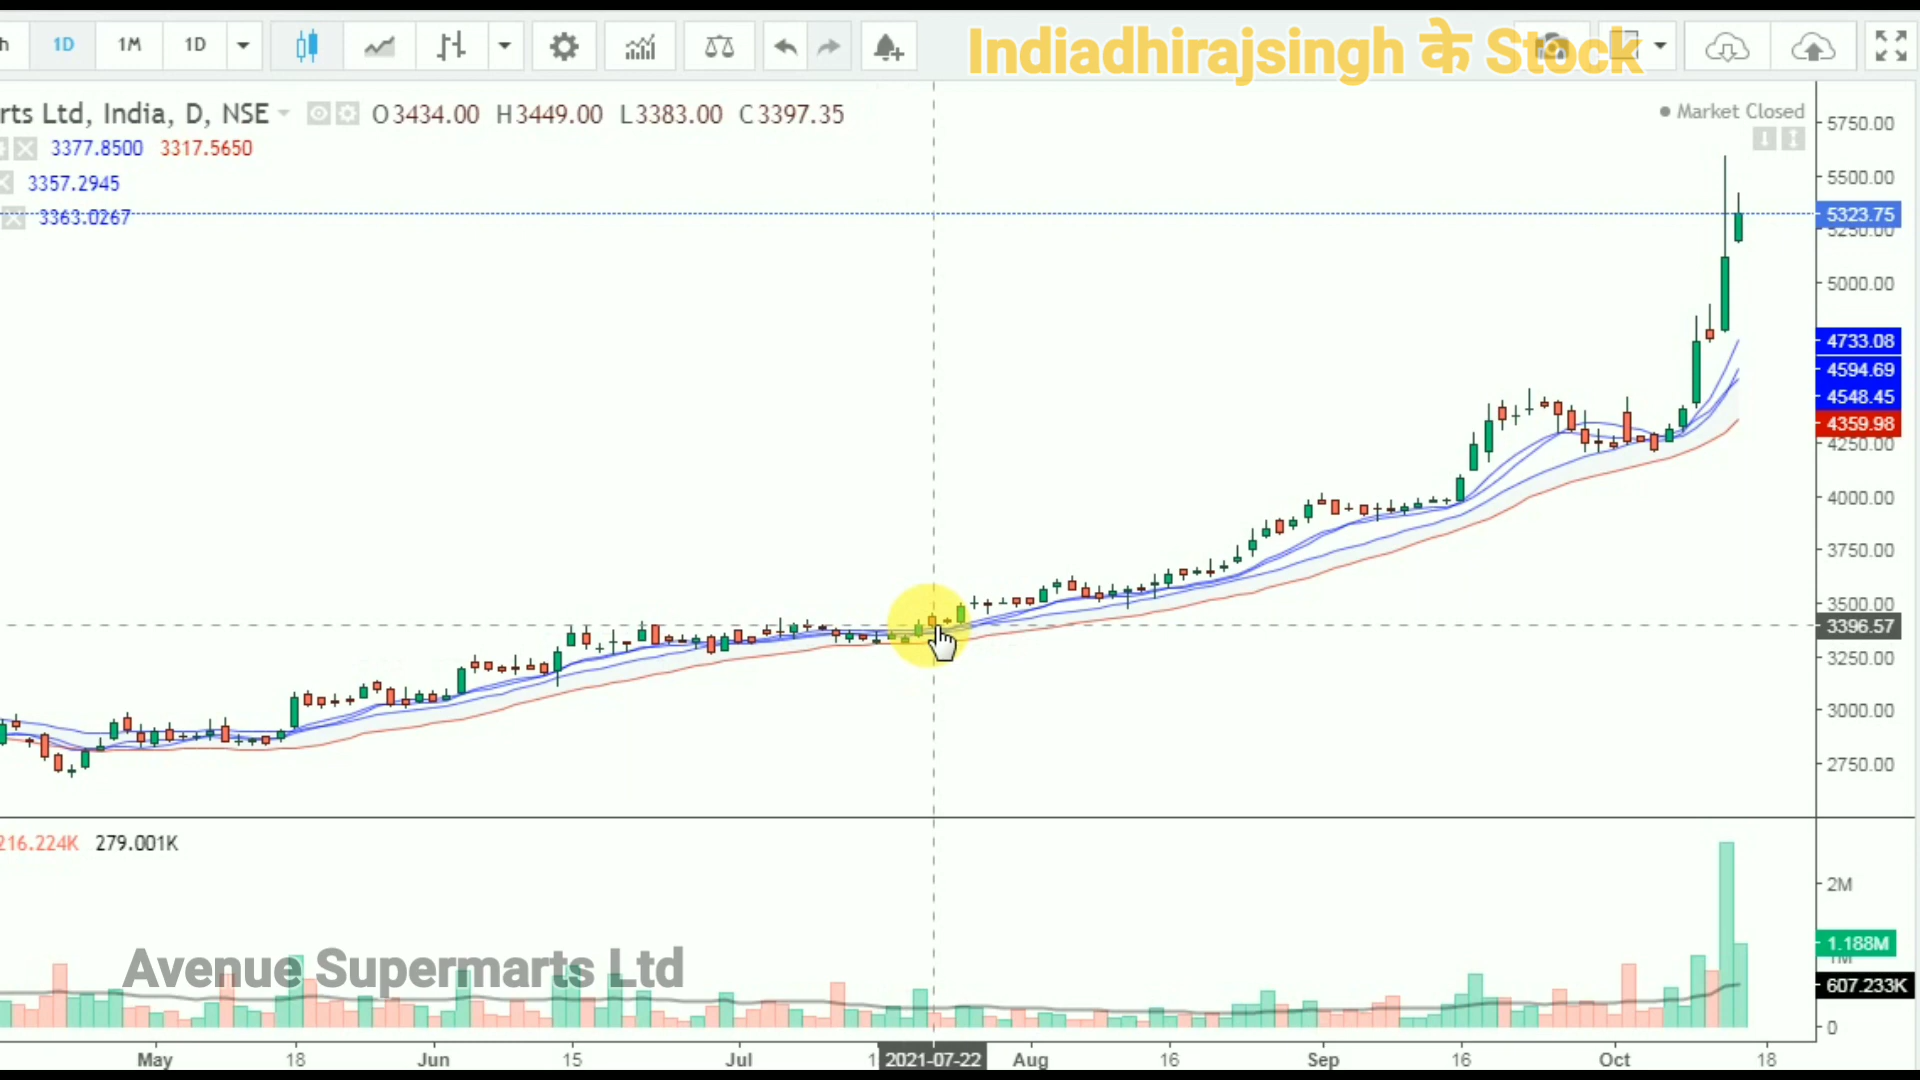 h 1D 1M 1D Indiadhirajsingh के Stock
rts Ltd, India, D, NSE O3434.00 H3449.00 L3383.00 C3397.35
Market Closed
3377.8500 3317.5650
3357.2945
3363.0267
5750.00
5500.00
5323.75
5250.00
5000.00
4733.08
4594.69
4548.45
4359.98
4250.00
4000.00
3750.00
3500.00
3396.57
3250.00
3000.00
2750.00
216.224K 279.001K
2M
1.188M
1M
607.233K
0
Avenue Supermarts Ltd
May 18 Jun 15 Jul 2021-07-22 Aug 16 Sep 16 Oct 18